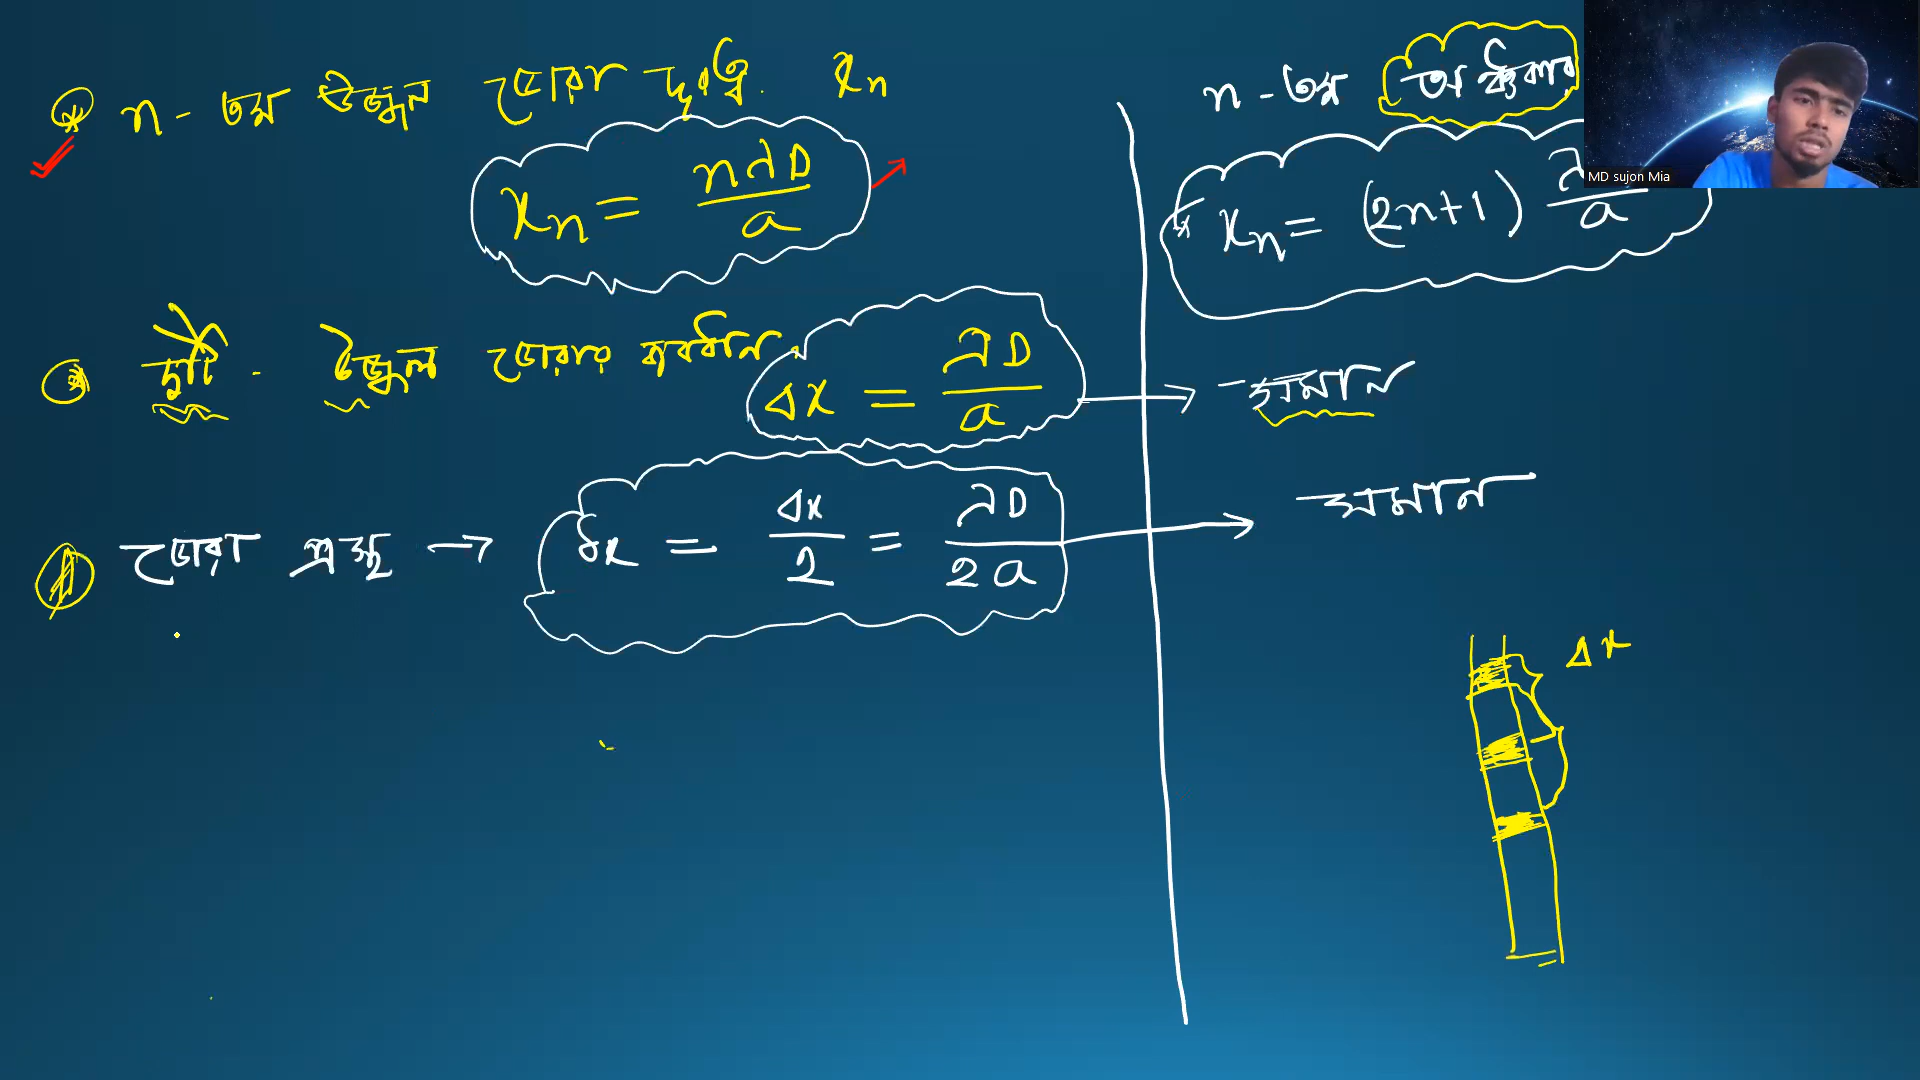 n - তম উজ্জ্বল ডোরা দূরত্ব. xn
xn = nλD/a
দুটি - উজ্জ্বল ডোরার ব্যবধান
Δx = λD/a
ডোরা প্রস্থ → δx = Δx/2 = λD/2a
n - তম অন্ধকার
* xn = (2n+1) λ/a
সমান
সমান
Δx
MD sujon Mia